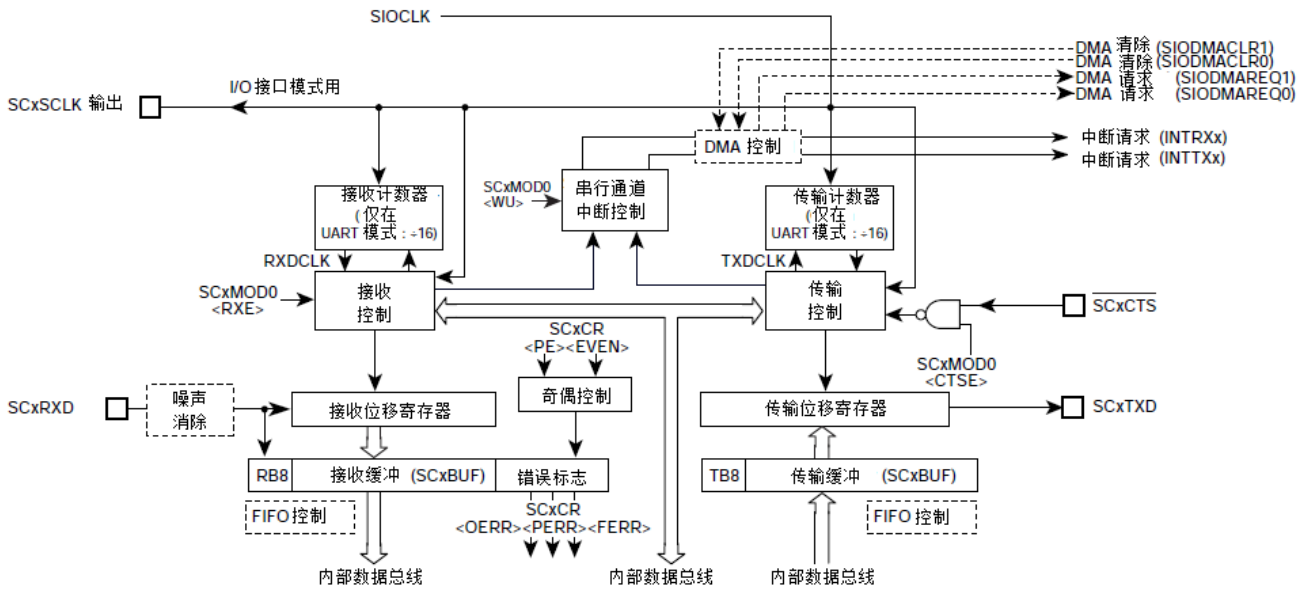 SIOCLK
DMA 清除 (SIODMACLR1)
DMA 清除 (SIODMACLR0)
DMA 请求 (SIODMAREQ1)
DMA 请求 (SIODMAREQ0)
I/O 接口模式用
SCxSCLK 输出
DMA 控制
中断请求 (INTRXx)
中断请求 (INTTXx)
接收计数器
(仅在
UART 模式 : ÷16)
SCxMOD0
<WU>
串行通道
中断控制
传输计数器
(仅在
UART 模式 : ÷16)
RXDCLK
TXDCLK
SCxMOD0
<RXE>
接收
控制
传输
控制
SCxCTS
SCxCR
<PE><EVEN>
SCxMOD0
<CTSE>
SCxRXD
噪声
消除
接收位移寄存器
奇偶控制
传输位移寄存器
SCxTXD
RB8
接收缓冲 (SCxBUF)
错误标志
TB8
传输缓冲 (SCxBUF)
FIFO 控制
SCxCR
<OERR><PERR><FERR>
FIFO 控制
内部数据总线
内部数据总线
内部数据总线